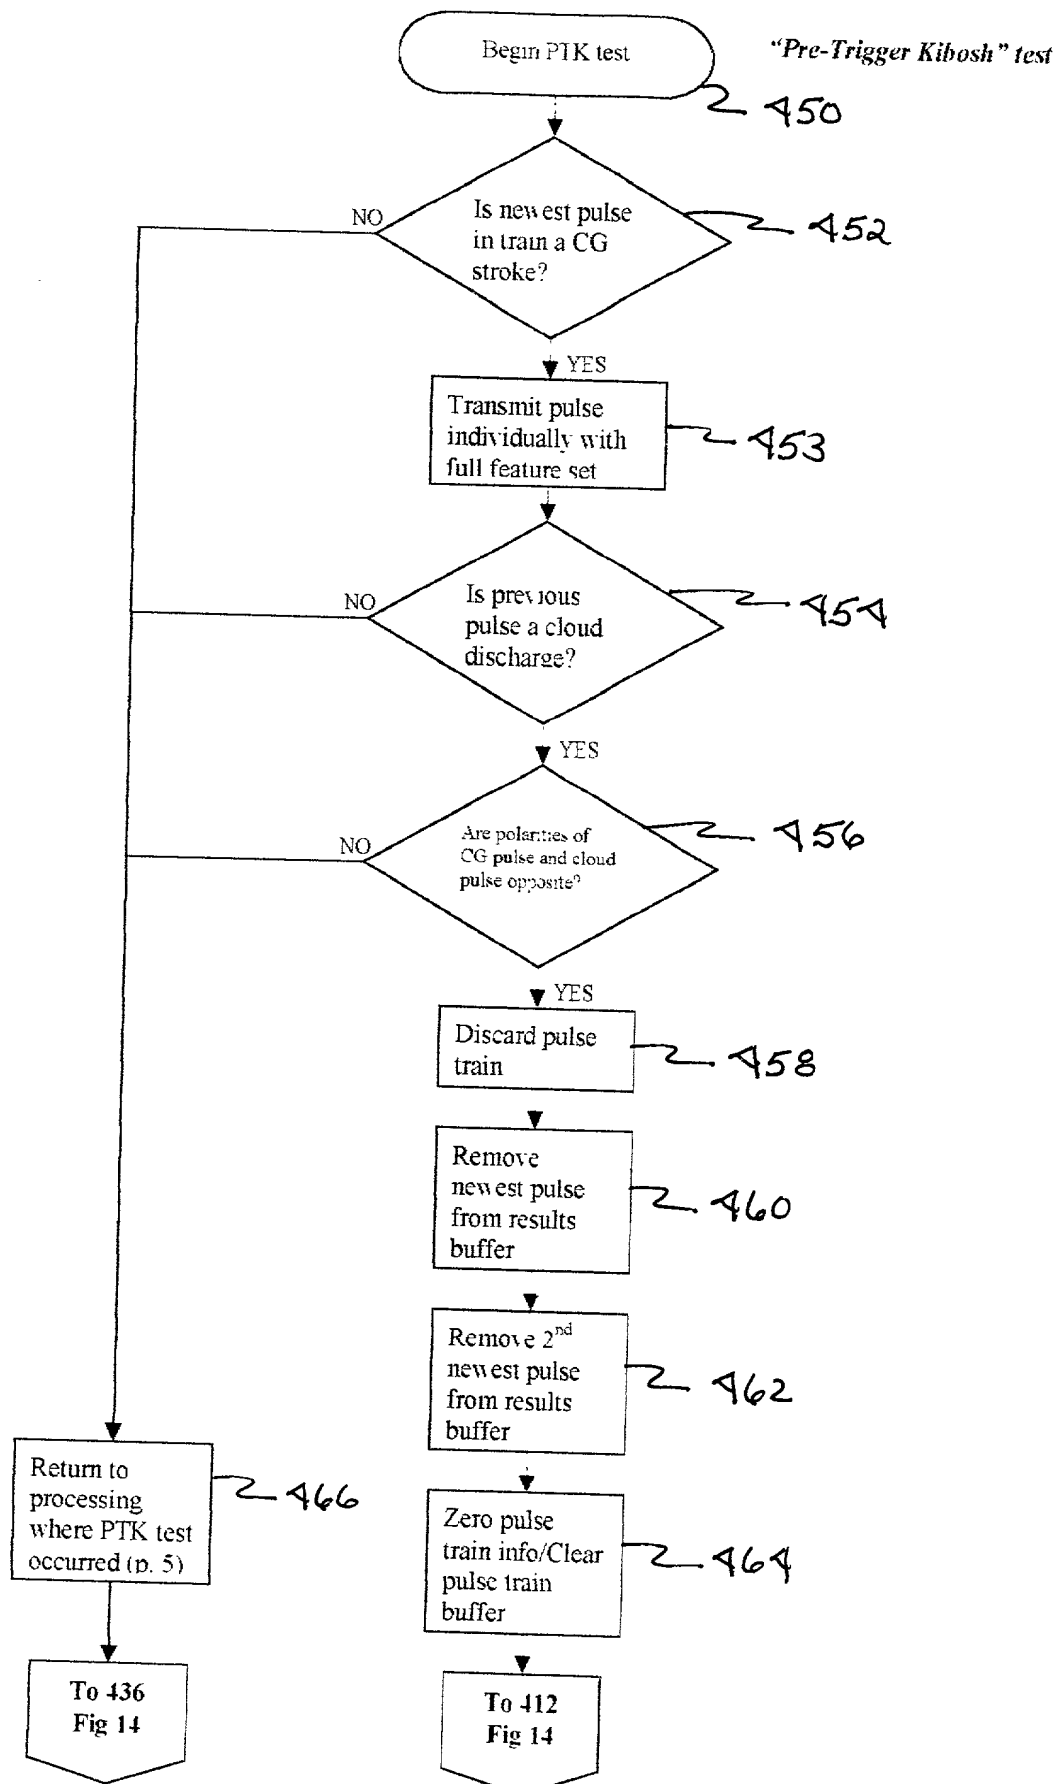 Begin PTK test
"Pre-Trigger Kibosh" test
450
Is newest pulse
in train a CG
stroke?
452
NO
YES
Transmit pulse
individually with
full feature set
453
Is previous
pulse a cloud
discharge?
454
NO
YES
Are polarities of
CG pulse and cloud
pulse opposite?
456
NO
YES
Discard pulse
train
458
Remove
newest pulse
from results
buffer
460
Remove 2nd
newest pulse
from results
buffer
462
Return to
processing
where PTK test
occurred (p. 5)
466
Zero pulse
train info/Clear
pulse train
buffer
464
To 436
Fig 14
To 412
Fig 14